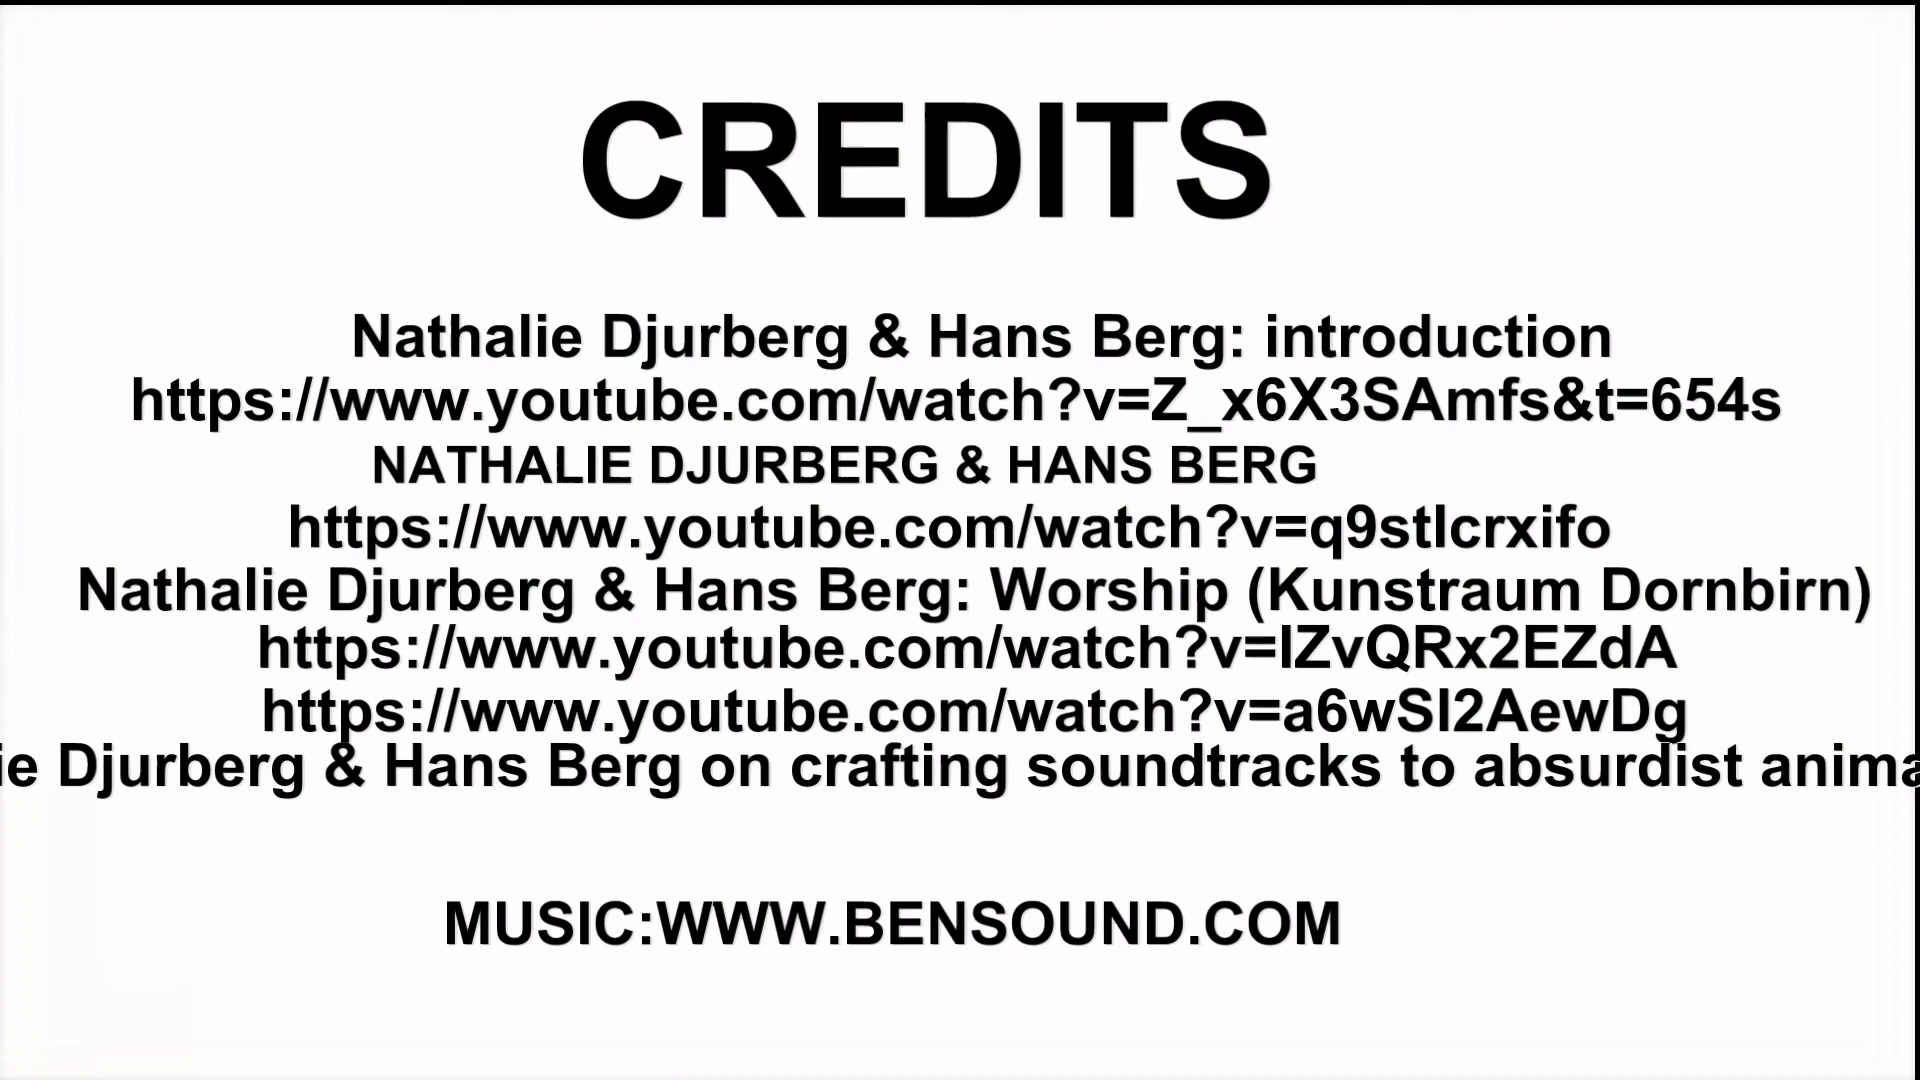 CREDITS
Nathalie Djurberg & Hans Berg: introduction
https://www.youtube.com/watch?v=Z_x6X3SAmfs&t=654s
NATHALIE DJURBERG & HANS BERG
https://www.youtube.com/watch?v=q9stlcrxifo
Nathalie Djurberg & Hans Berg: Worship (Kunstraum Dornbirn)
https://www.youtube.com/watch?v=IZvQRx2EZdA
https://www.youtube.com/watch?v=a6wSI2AewDg
ie Djurberg & Hans Berg on crafting soundtracks to absurdist anima
MUSIC:WWW.BENSOUND.COM